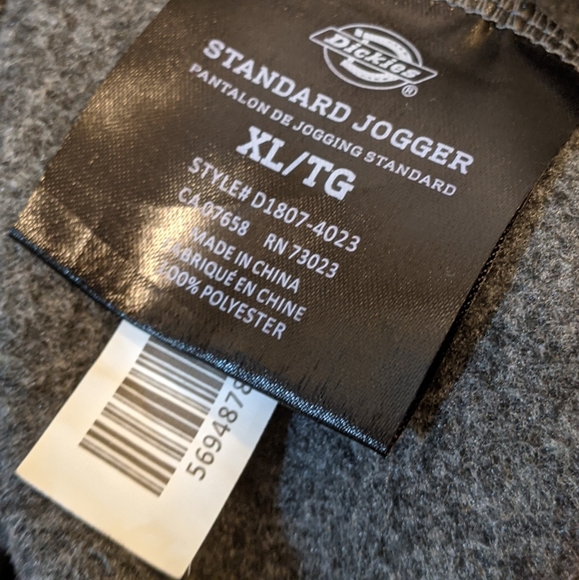 Dickies®
STANDARD JOGGER
PANTALON DE JOGGING STANDARD
XL/TG
STYLE# D1807-4023
CA 07658 RN 73023
MADE IN CHINA
FABRIQUÉ EN CHINE
100% POLYESTER
5694878